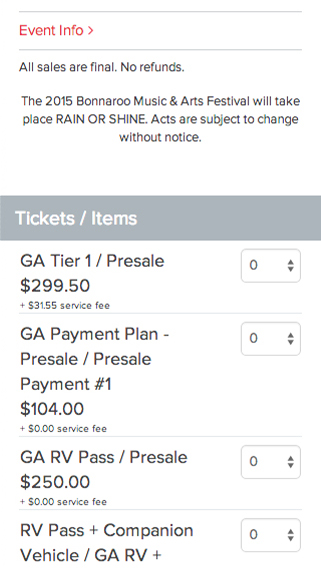 Event Info >
All sales are final. No refunds.
The 2015 Bonnaroo Music & Arts Festival will take
place RAIN OR SHINE. Acts are subject to change
without notice.
Tickets / Items
GA Tier 1 / Presale
0
$299.50
+ $31.55 service fee
GA Payment Plan -
0
Presale / Presale
Payment #1
$104.00
+ $0.00 service fee
GA RV Pass / Presale
0
$250.00
+ $0.00 service fee
RV Pass + Companion
0
Vehicle / GA RV +